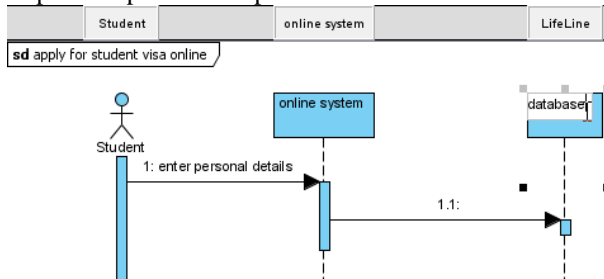 Student
online system
LifeLine
sd apply for student visa online
online system
database
Student
1: enter personal details
1.1: